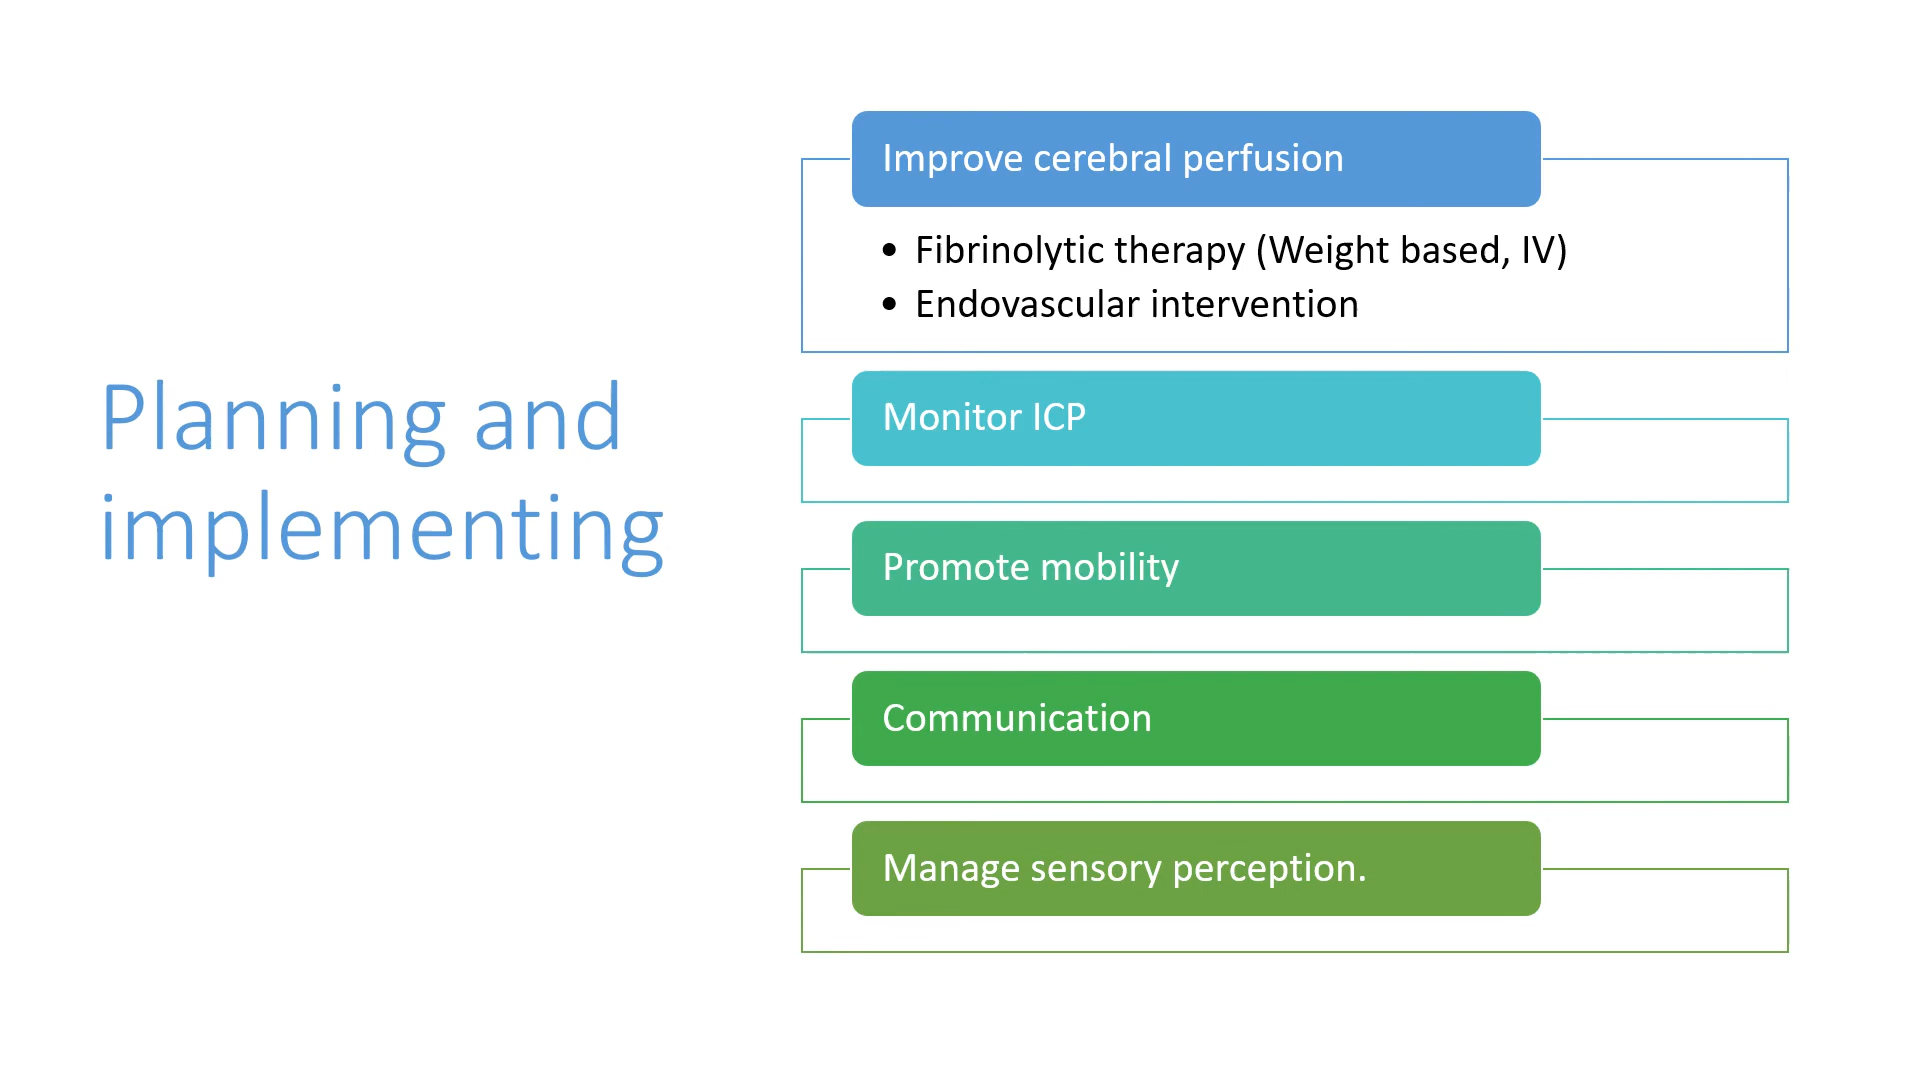 Planning and
implementing
Improve cerebral perfusion
• Fibrinolytic therapy (Weight based, IV)
• Endovascular intervention
Monitor ICP
Promote mobility
Communication
Manage sensory perception.